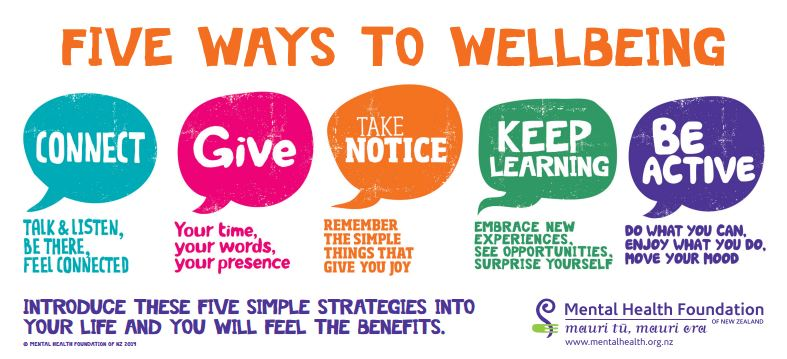 FIVE WAYS TO WELLBEING
CONNECT
TALK & LISTEN,
BE THERE,
FEEL CONNECTED
Give
Your time,
your words,
your presence
TAKE
NOTICE
REMEMBER
THE SIMPLE
THINGS THAT
GIVE YOU JOY
KEEP
LEARNING
EMBRACE NEW
EXPERIENCES,
SEE OPPORTUNITIES,
SURPRISE YOURSELF
BE
ACTIVE
DO WHAT YOU CAN,
ENJOY WHAT YOU DO,
MOVE YOUR MOOD
INTRODUCE THESE FIVE SIMPLE STRATEGIES INTO
YOUR LIFE AND YOU WILL FEEL THE BENEFITS.
© MENTAL HEALTH FOUNDATION OF NZ 2019
Mental Health Foundation
OF NEW ZEALAND
mauri tū, mauri ora
www.mentalhealth.org.nz